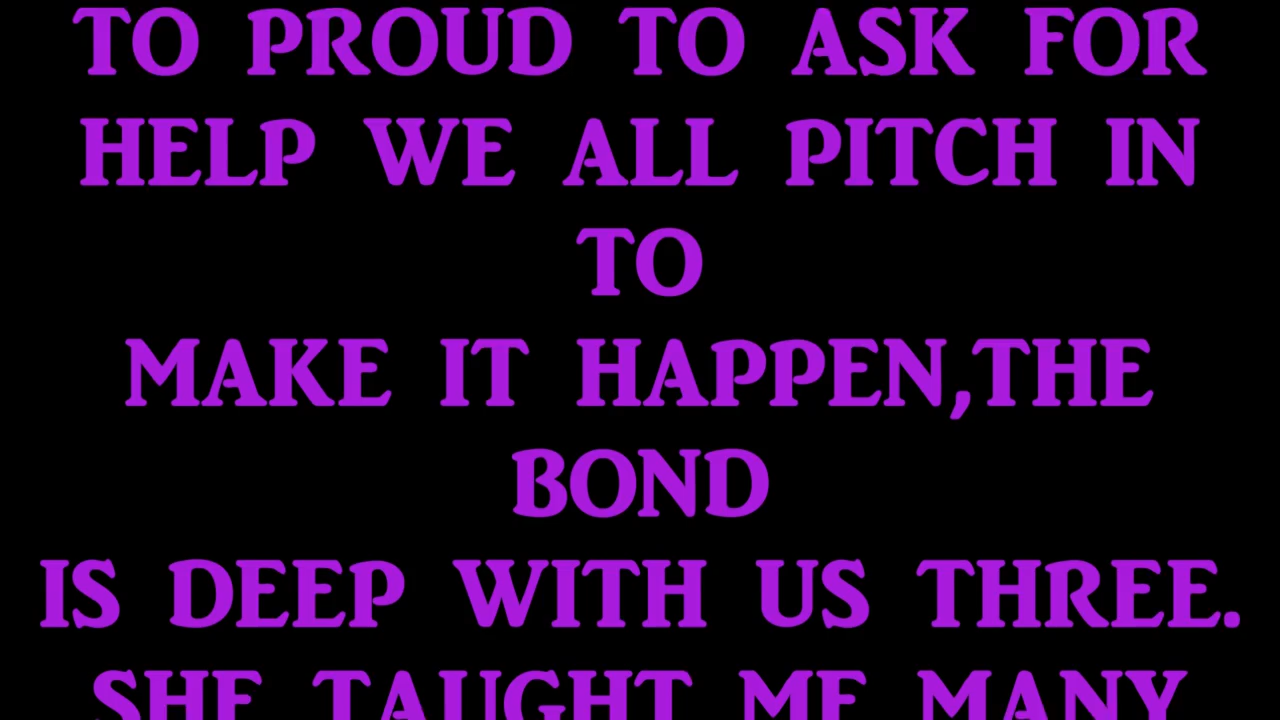 TO PROUD TO ASK FOR
HELP WE ALL PITCH IN
TO
MAKE IT HAPPEN,THE
BOND
IS DEEP WITH US THREE.
SHE TAUGHT ME MANY